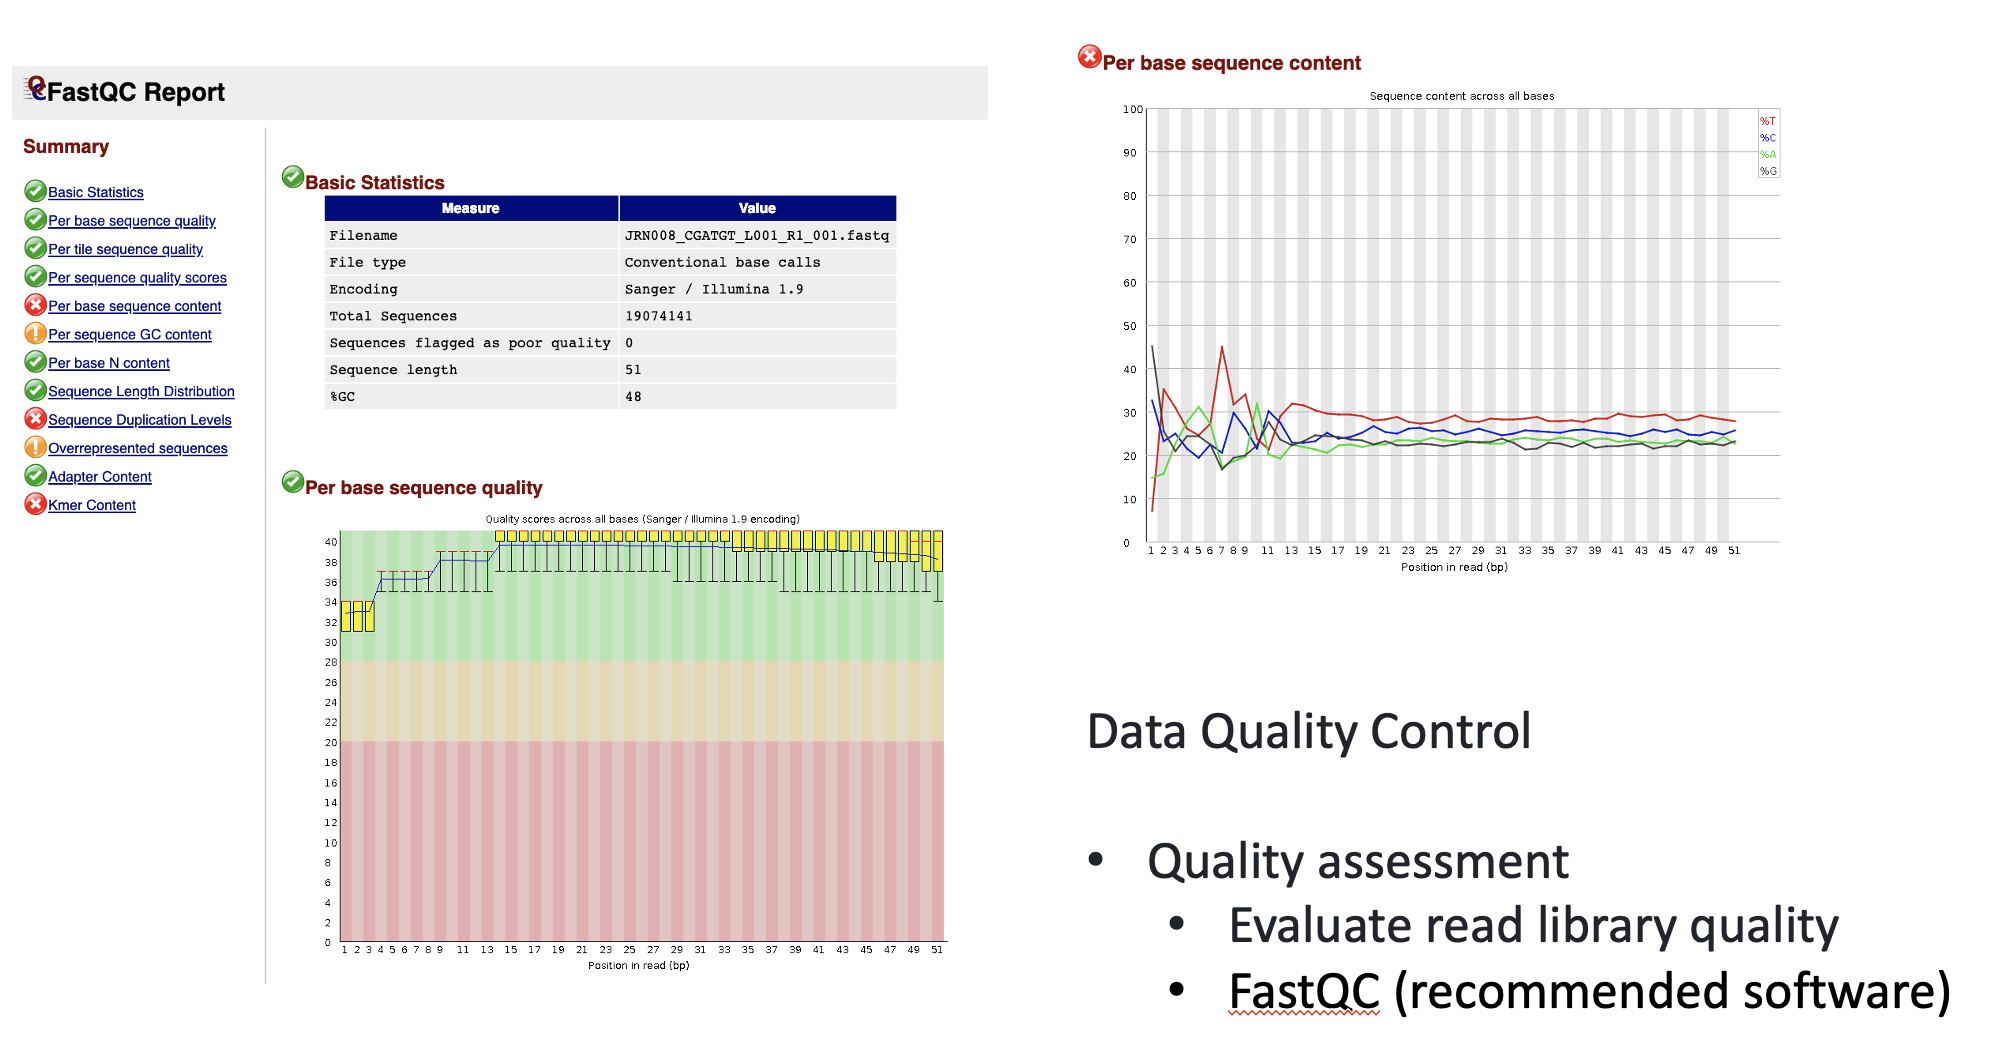 FastQC Report
Summary
Basic Statistics
Per base sequence quality
Per tile sequence quality
Per sequence quality scores
Per base sequence content
Per sequence GC content
Per base N content
Sequence Length Distribution
Sequence Duplication Levels
Overrepresented sequences
Adapter Content
Kmer Content
Basic Statistics
Measure Value
Filename JRN008_CGATGT_L001_R1_001.fastq
File type Conventional base calls
Encoding Sanger / Illumina 1.9
Total Sequences 19074141
Sequences flagged as poor quality 0
Sequence length 51
%GC 48
Per base sequence quality
Quality scores across all bases (Sanger / Illumina 1.9 encoding)
40
38
36
34
32
30
28
26
24
22
20
18
16
14
12
10
8
6
4
2
0
1 2 3 4 5 6 7 8 9 11 13 15 17 19 21 23 25 27 29 31 33 35 37 39 41 43 45 47 49 51
Position in read (bp)
Per base sequence content
Sequence content across all bases
100
90
80
70
60
50
40
30
20
10
0
%T
%C
%A
%G
1 2 3 4 5 6 7 8 9 11 13 15 17 19 21 23 25 27 29 31 33 35 37 39 41 43 45 47 49 51
Position in read (bp)
Data Quality Control
• Quality assessment
• Evaluate read library quality
• FastQC (recommended software)